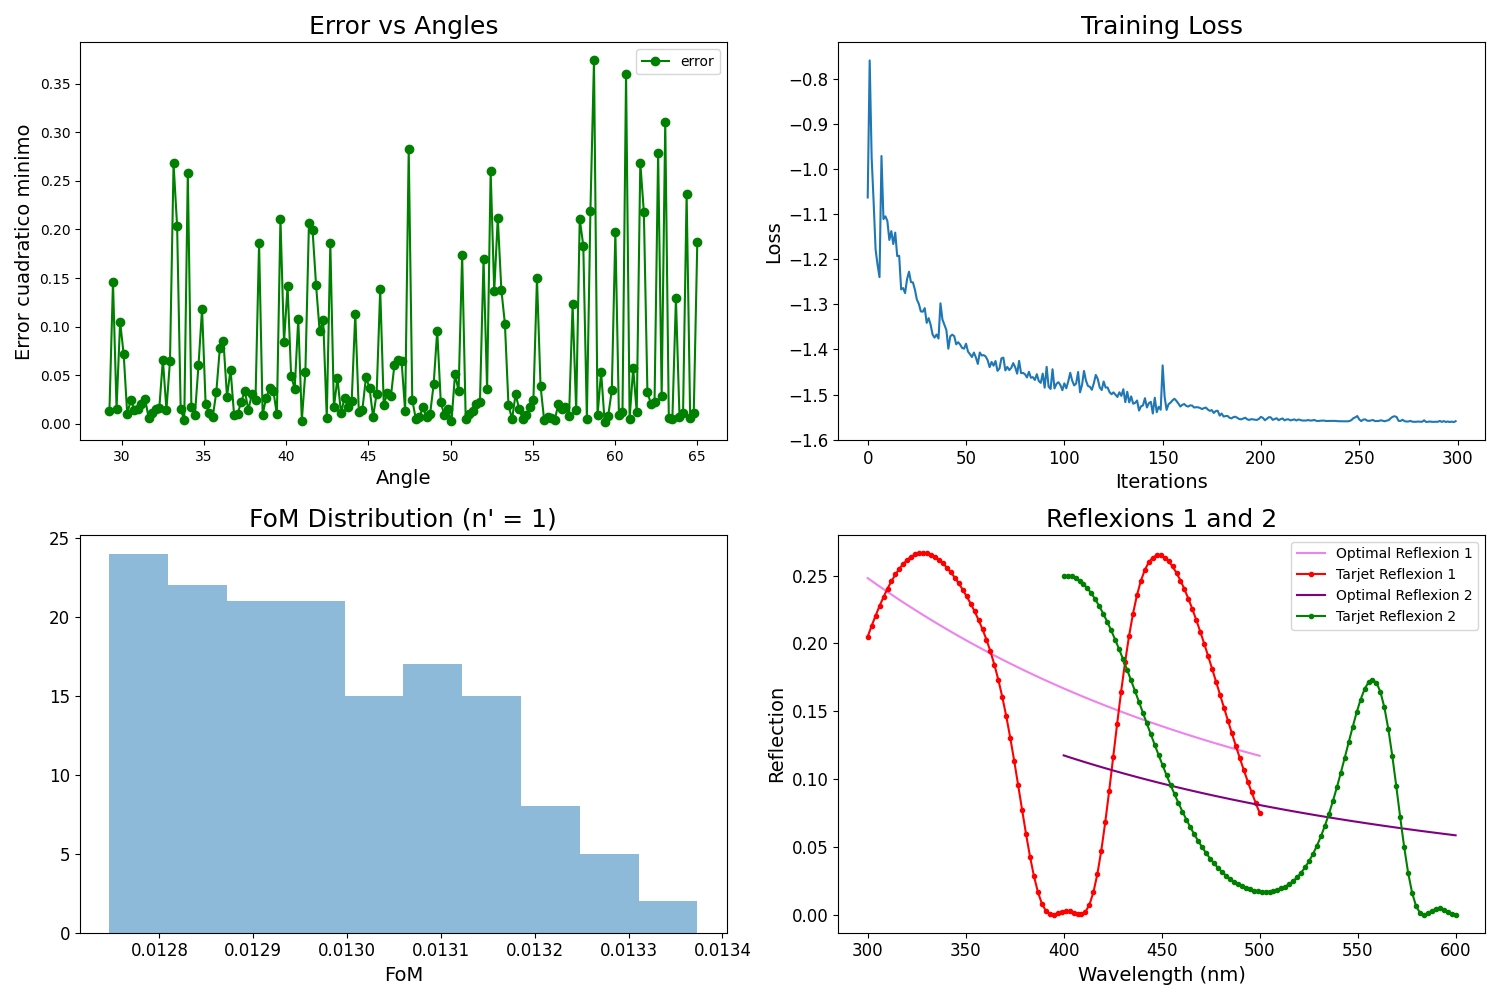 Error vs Angles
error
Error cuadratico minimo
0.35
0.30
0.25
0.20
0.15
0.10
0.05
0.00
30 35 40 45 50 55 60 65
Angle
Training Loss
Loss
−0.8
−0.9
−1.0
−1.1
−1.2
−1.3
−1.4
−1.5
−1.6
0 50 100 150 200 250 300
Iterations
FoM Distribution (n' = 1)
25
20
15
10
5
0
0.0128 0.0129 0.0130 0.0131 0.0132 0.0133 0.0134
FoM
Reflexions 1 and 2
Optimal Reflexion 1
Tarjet Reflexion 1
Optimal Reflexion 2
Tarjet Reflexion 2
Reflection
0.25
0.20
0.15
0.10
0.05
0.00
300 350 400 450 500 550 600
Wavelength (nm)